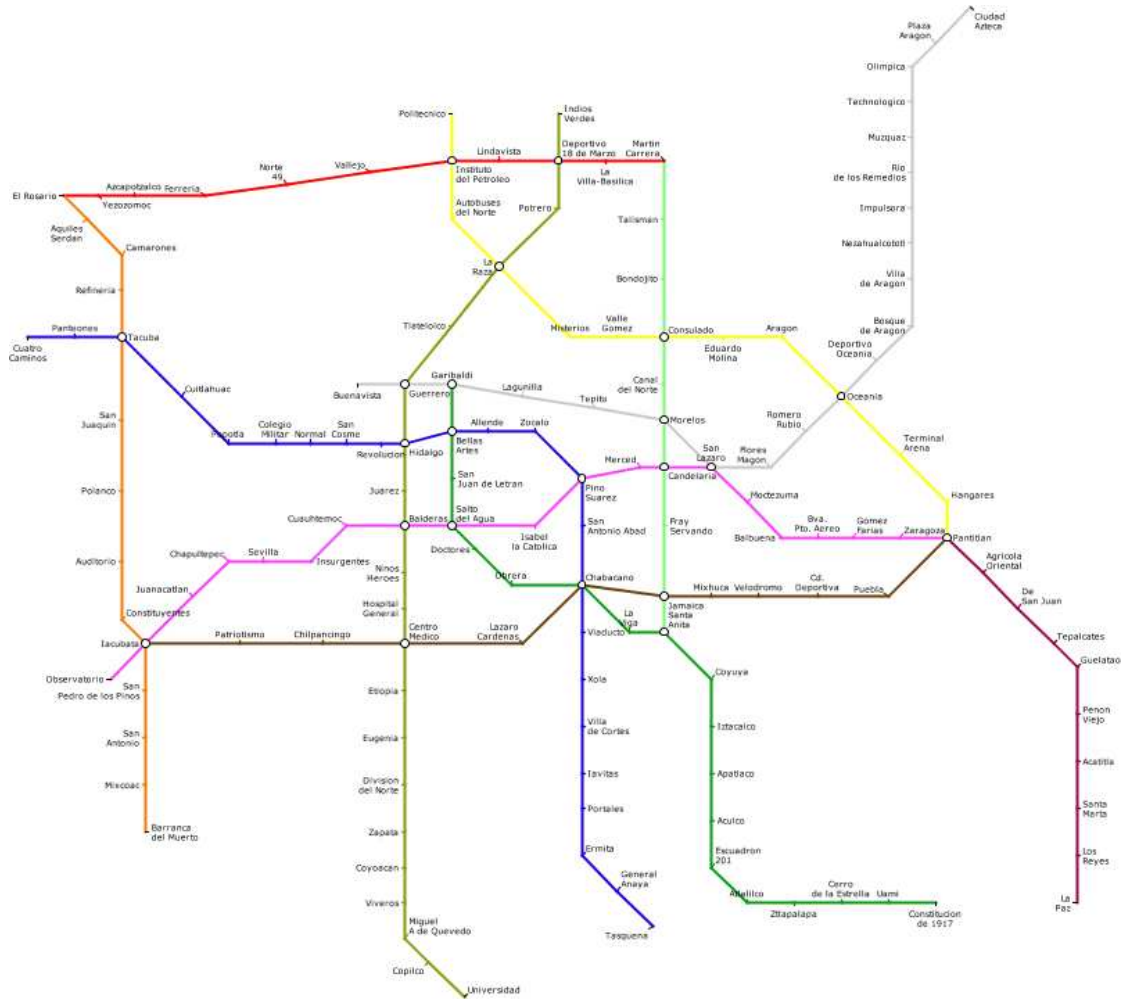 Ciudad
Azteca
Plaza
Aragon
Olimpica
Technologico
Muzquaz
Río
de los Remedios
Impulsora
Nezahualcototl
Villa
de Aragon
Bosque
de Aragon
Deportivo
Oceania
Politecnico
Indios
Verdes
Lindavista
Deportivo
18 de Marzo
Martin
Carrera
La
Villa-Basilica
Instituto
del Petroleo
Vallejo
Norte
49
Ferreria
Azcapotzalco
Yezozomoc
El Rosario
Aquiles
Serdan
Camarones
Refineria
Autobuses
del Norte
Potrero
La
Raza
Talisman
Bondojito
Tlatelolco
Misterios
Valle
Gomez
Consulado
Eduardo
Molina
Aragon
Oceania
Panteones
Cuatro
Caminos
Tacuba
Cuitlahuac
Popotla
Colegio
Militar
Normal
San
Cosme
Revolucion
Hidalgo
Buenavista
Guerrero
Garibaldi
Lagunilla
Tepito
Canal
del Norte
Morelos
Romero
Rubio
Terminal
Arena
Hangares
San
Joaquin
Bellas
Artes
Allende
Zocalo
Merced
Candelaria
San
Lazaro
Flores
Magon
Moctezuma
Polanco
Juarez
San
Juan de Letran
Pino
Suarez
Cuauhtemoc
Balderas
Salto
del Agua
Isabel
la Catolica
San
Antonio Abad
Fray
Servando
Balbuena
Bva.
Pto. Aereo
Gomez
Farias
Zaragoza
Pantitlan
Auditorio
Chapultepec
Sevilla
Insurgentes
Juanacatlan
Constituyentes
Ninos
Heroes
Doctores
Obrera
Chabacano
Mixhuca
Velodromo
Cd.
Deportiva
Puebla
Agricola
Oriental
De
San Juan
Hospital
General
La
Viga
Jamaica
Santa
Anita
Tepalcates
Iacubata
Patriotismo
Chilpancingo
Centro
Medico
Lazaro
Cardenas
Viaducto
Guelatao
Observatorio
San
Pedro de los Pinos
Etiopia
Xola
Coyuya
Penon
Viejo
San
Antonio
Eugenia
Villa
de Cortes
Iztacalco
Acatitla
Mixcoac
Division
del Norte
Iavitas
Apatlaco
Santa
Marta
Barranca
del Muerto
Zapata
Portales
Aculco
Ermita
Escuadron
201
Los
Reyes
Coyoacan
General
Anaya
Atlalilco
Cerro
de la Estrella
Uami
Viveros
Zttapalapa
Constitucion
de 1917
La
Paz
Miguel
A de Quevedo
Tasquena
Copilco
Universidad